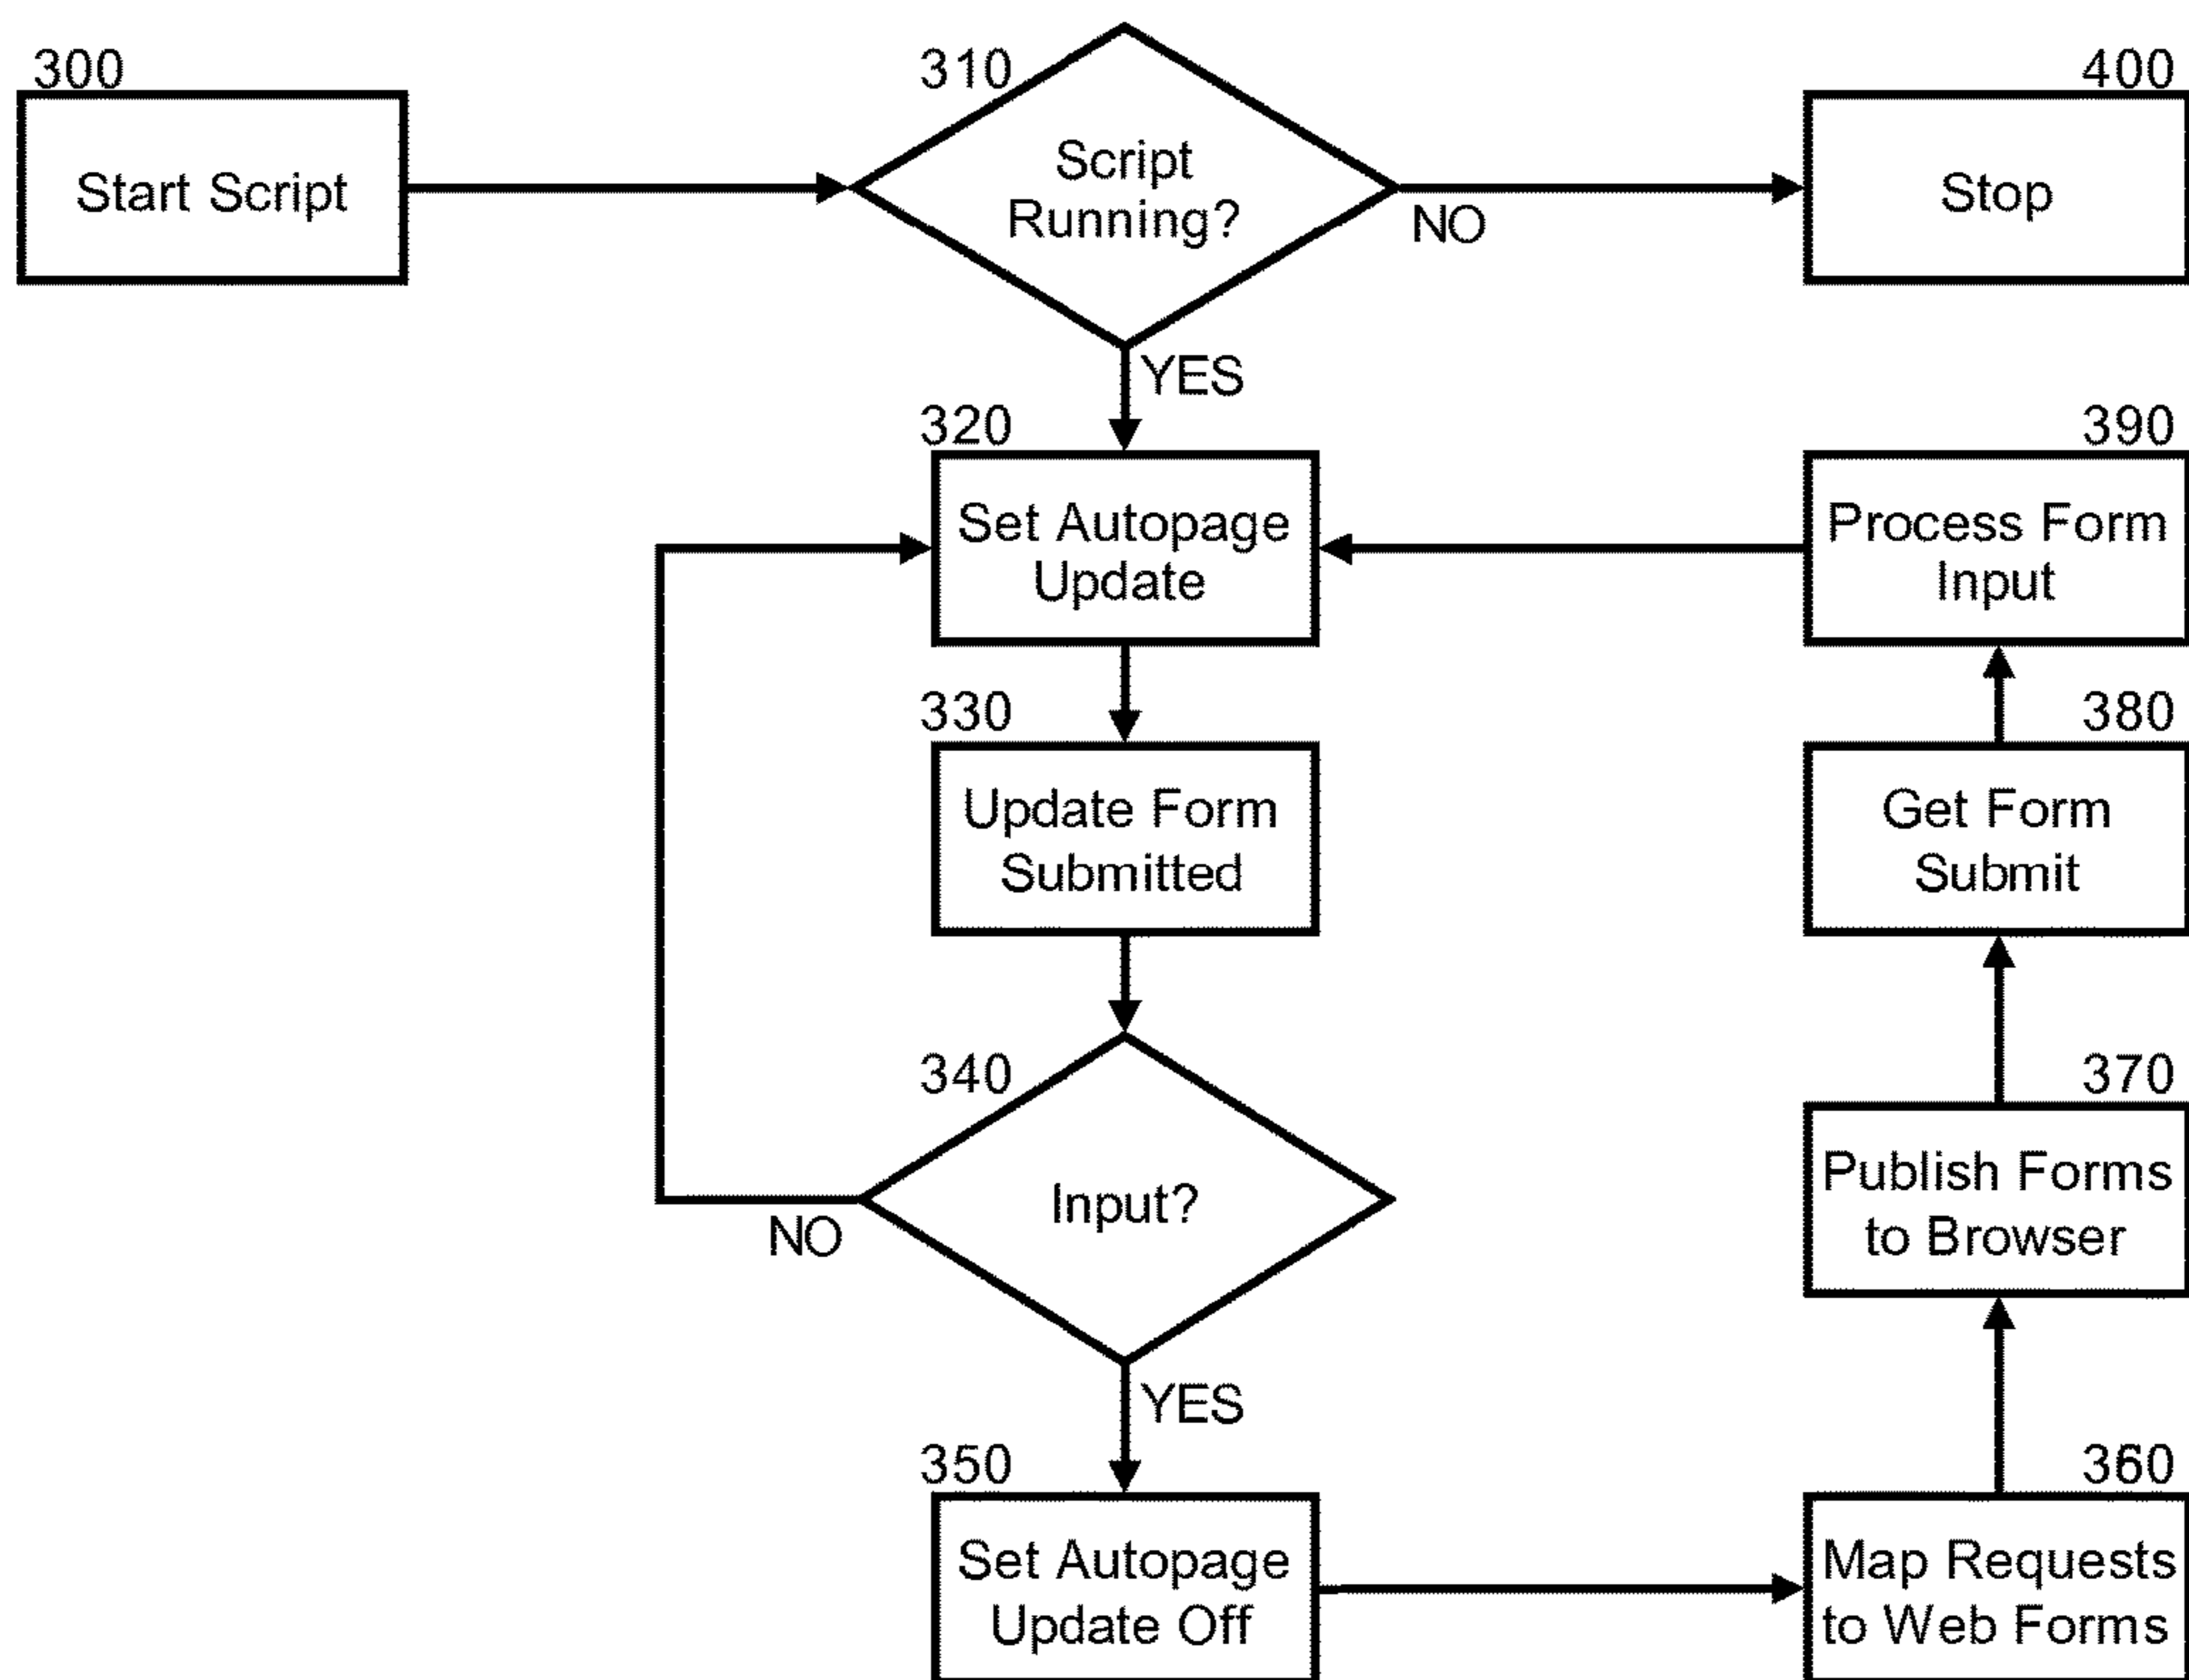 300
Start Script
310
Script
Running?
NO
400
Stop
YES
320
Set Autopage
Update
390
Process Form
Input
330
Update Form
Submitted
380
Get Form
Submit
340
Input?
NO
370
Publish Forms
to Browser
YES
350
Set Autopage
Update Off
360
Map Requests
to Web Forms